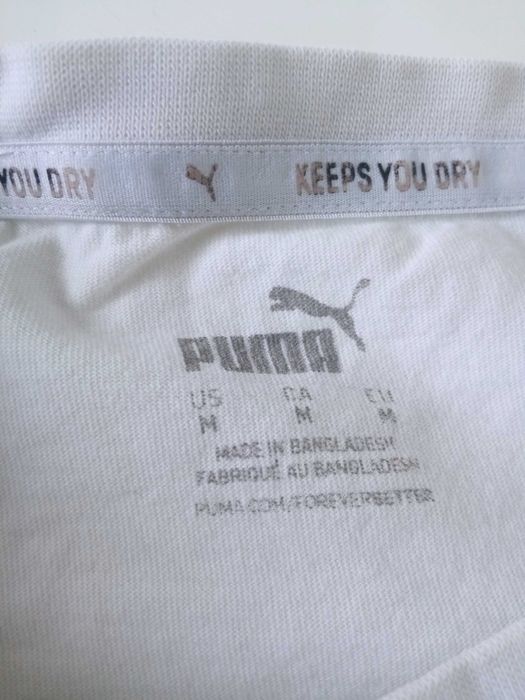 YOU DRY KEEPS YOU DRY
PUMA
US CA EU
M M M
MADE IN BANGLADESH
FABRIQUÉ AU BANGLADESH
PUMA.COM/FOREVERBETTER